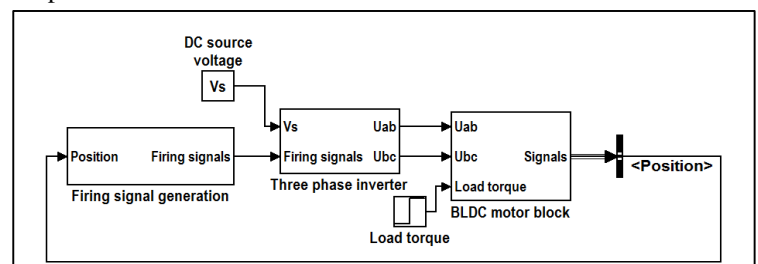 DC source
voltage
Vs
Vs
Uab
Uab
Position
Firing signals
Firing signals
Ubc
Ubc
Signals
<Position>
Load torque
Firing signal generation
Three phase inverter
BLDC motor block
Load torque